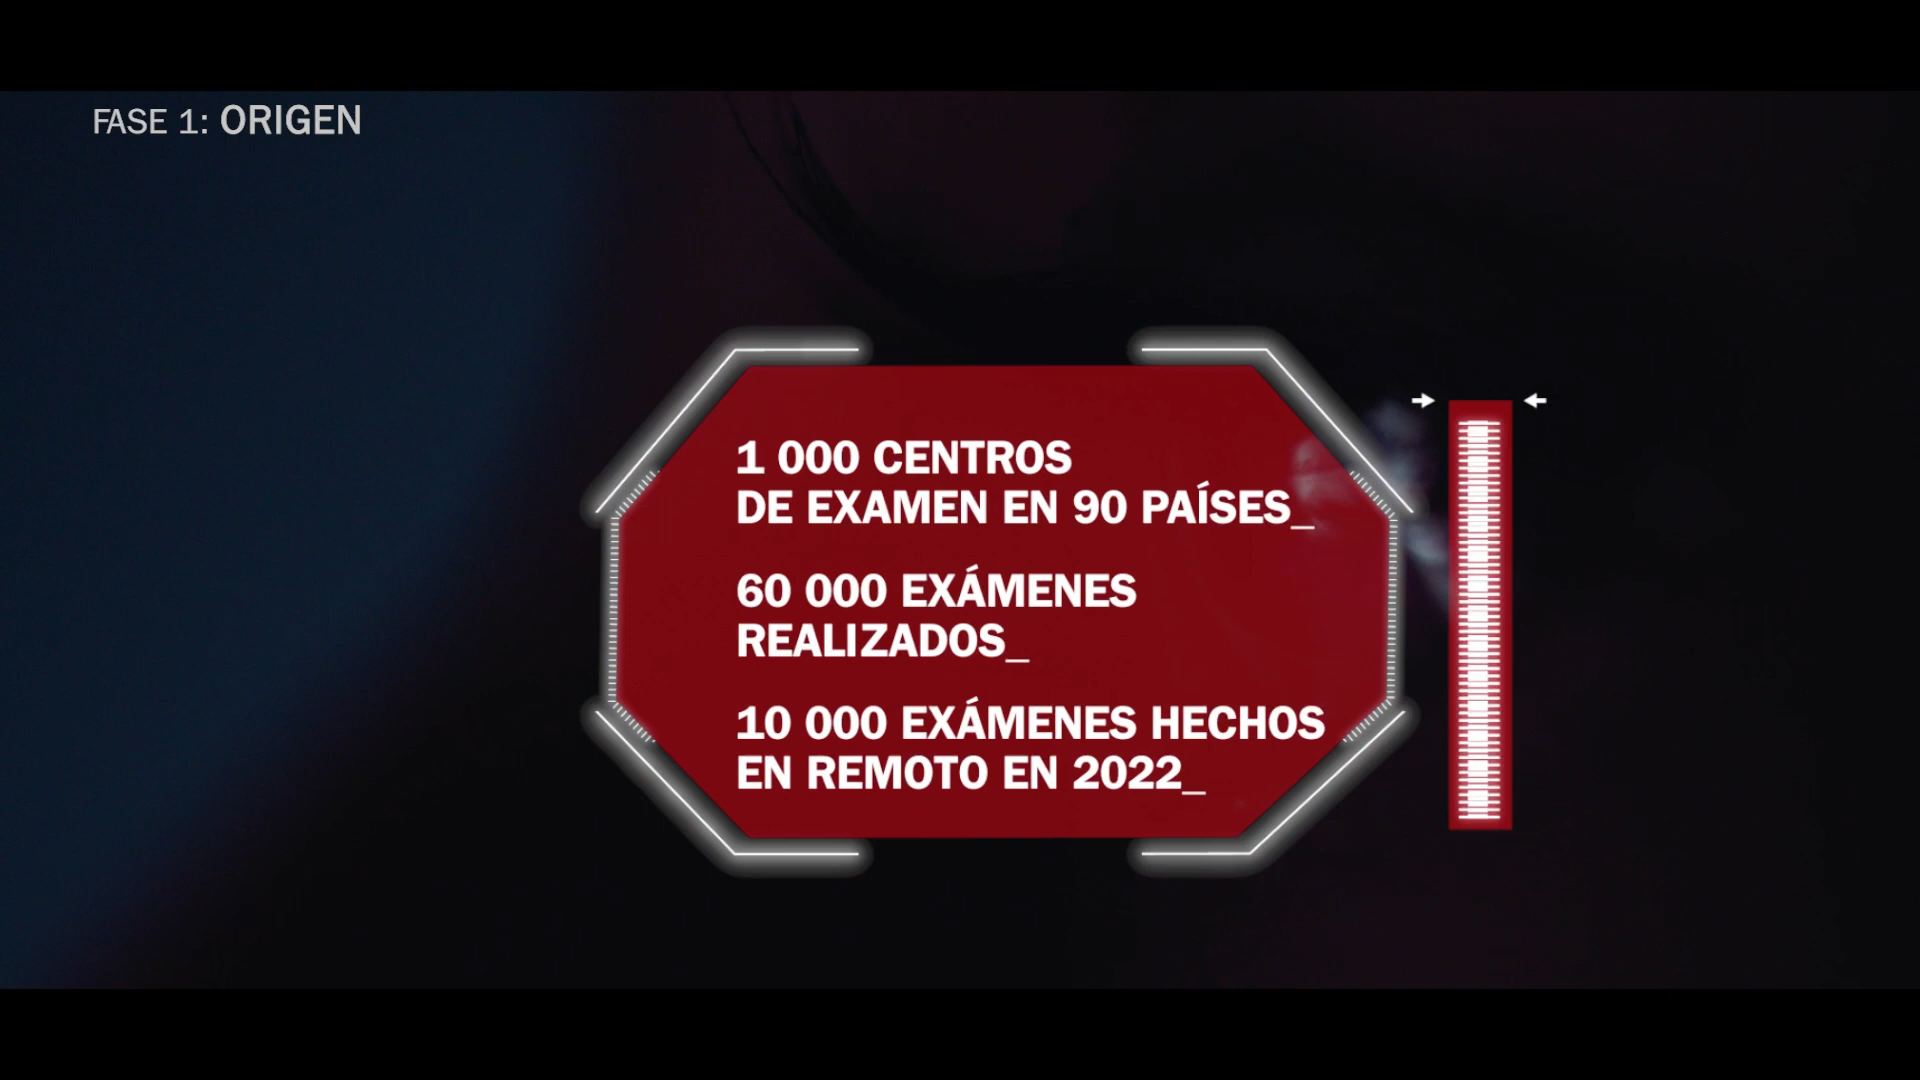 FASE 1: ORIGEN
1 000 CENTROS
DE EXAMEN EN 90 PAÍSES_
60 000 EXÁMENES
REALIZADOS_
10 000 EXÁMENES HECHOS
EN REMOTO EN 2022_